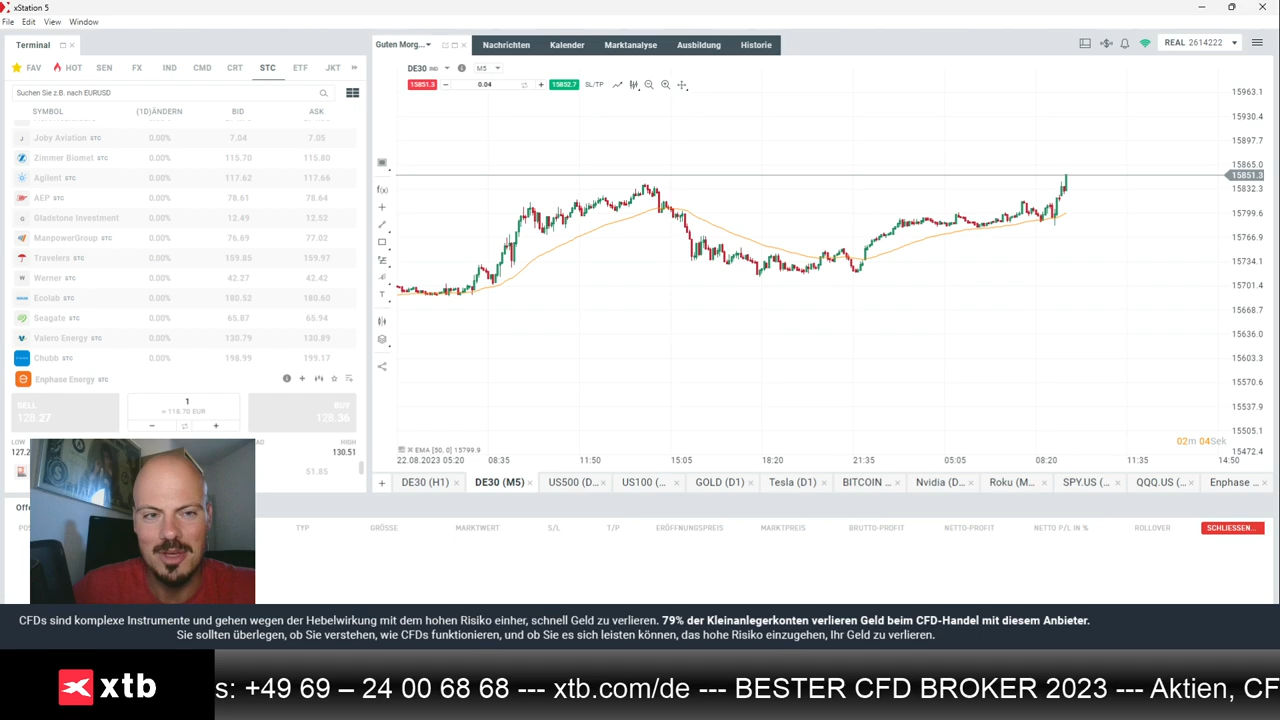 xStation 5
File Edit View Window
Terminal
Guten Morg...
Nachrichten
Kalender
Marktanalyse
Ausbildung
Historie
REAL 2614222
FAV HOT SEN FX IND CMD CRT STC ETF JKT
Suchen Sie z.B. nach EURUSD
SYMBOL (1D)ÄNDERN BID ASK
Joby Aviation STC 0.00% 7.04 7.05
Zimmer Biomet STC 0.00% 115.70 115.80
Agilent STC 0.00% 117.62 117.66
AEP STC 0.00% 78.61 78.64
Gladstone Investment 0.00% 12.49 12.52
ManpowerGroup STC 0.00% 76.69 77.02
Travelers STC 0.00% 159.85 159.97
Werner STC 0.00% 42.27 42.42
Ecolab STC 0.00% 180.52 180.60
Seagate STC 0.00% 65.87 65.94
Valero Energy STC 0.00% 130.79 130.89
Chubb STC 0.00% 198.99 199.17
Enphase Energy STC
SELL
128.27
1
≈ 118.70 EUR
BUY
128.36
LOW
HIGH
130.51
51.85
DE30 IND M5
15851.3 0.04 15852.7 SL/TP
15963.1
15930.4
15897.7
15865.0
15851.3
15832.3
15799.6
15766.9
15734.1
15701.4
15668.7
15636.0
15603.3
15570.6
15537.9
15505.1
15472.4
02m 04Sek
EMA [50, 0] 15799.9
22.08.2023 05:20 08:35 11:50 15:05 18:20 21:35 05:05 08:20 11:35 14:50
DE30 (H1) DE30 (M5) US500 (D... US100 (... GOLD (D1) Tesla (D1) BITCOIN ... Nvidia (D... Roku (M... SPY.US (... QQQ.US (... Enphase ...
TYP GRÖSSE MARKTWERT S/L T/P ERÖFFNUNGSPREIS MARKTPREIS BRUTTO-PROFIT NETTO-PROFIT NETTO P/L IN % ROLLOVER SCHLIESSEN...
CFDs sind komplexe Instrumente und gehen wegen der Hebelwirkung mit dem hohen Risiko einher, schnell Geld zu verlieren. 79% der Kleinanlegerkonten verlieren Geld beim CFD-Handel mit diesem Anbieter.
Sie sollten überlegen, ob Sie verstehen, wie CFDs funktionieren, und ob Sie es sich leisten können, das hohe Risiko einzugehen, Ihr Geld zu verlieren.
xtb
s: +49 69 – 24 00 68 68 --- xtb.com/de --- BESTER CFD BROKER 2023 --- Aktien, CF